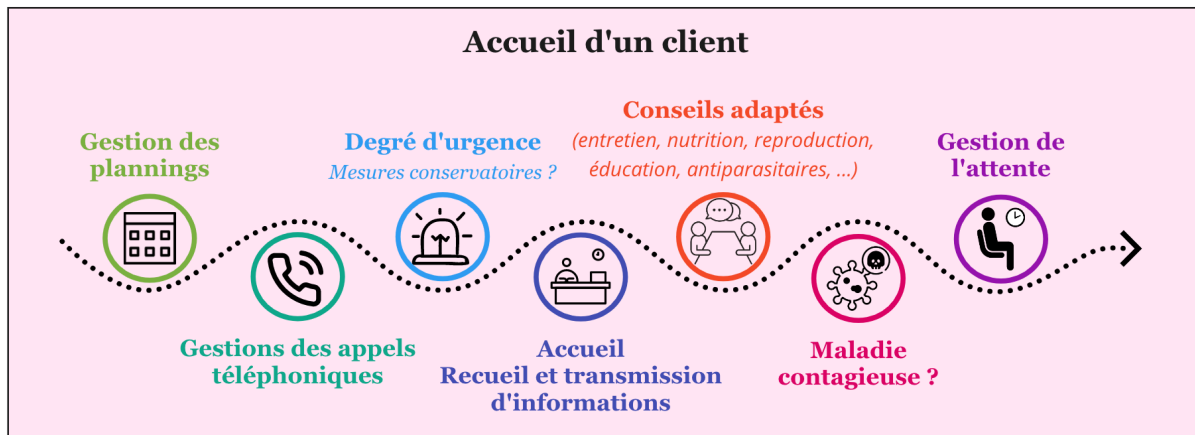 Accueil d'un client
Gestion des
plannings
Gestions des appels
téléphoniques
Degré d'urgence
Mesures conservatoires ?
Accueil
Recueil et transmission
d'informations
Conseils adaptés
(entretien, nutrition, reproduction,
éducation, antiparasitaires, ...)
Maladie
contagieuse ?
Gestion de
l'attente